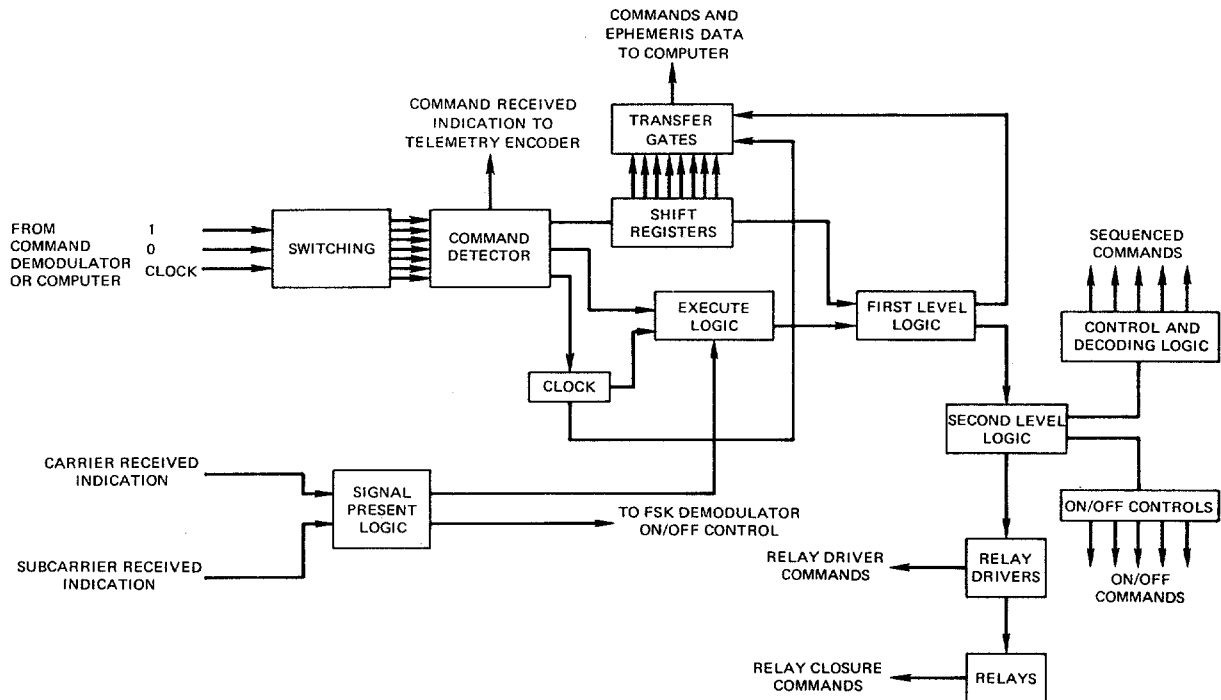 COMMANDS AND
EPHEMERIS DATA
TO COMPUTER
COMMAND RECEIVED
INDICATION TO
TELEMETRY ENCODER
TRANSFER
GATES
FROM
COMMAND
DEMODULATOR
OR COMPUTER
1
0
CLOCK
SWITCHING
COMMAND
DETECTOR
SHIFT
REGISTERS
SEQUENCED
COMMANDS
EXECUTE
LOGIC
FIRST LEVEL
LOGIC
CONTROL AND
DECODING LOGIC
CLOCK
SECOND LEVEL
LOGIC
CARRIER RECEIVED
INDICATION
SIGNAL
PRESENT
LOGIC
TO FSK DEMODULATOR
ON/OFF CONTROL
SUBCARRIER RECEIVED
INDICATION
ON/OFF CONTROLS
RELAY DRIVER
COMMANDS
RELAY
DRIVERS
ON/OFF
COMMANDS
RELAY CLOSURE
COMMANDS
RELAYS